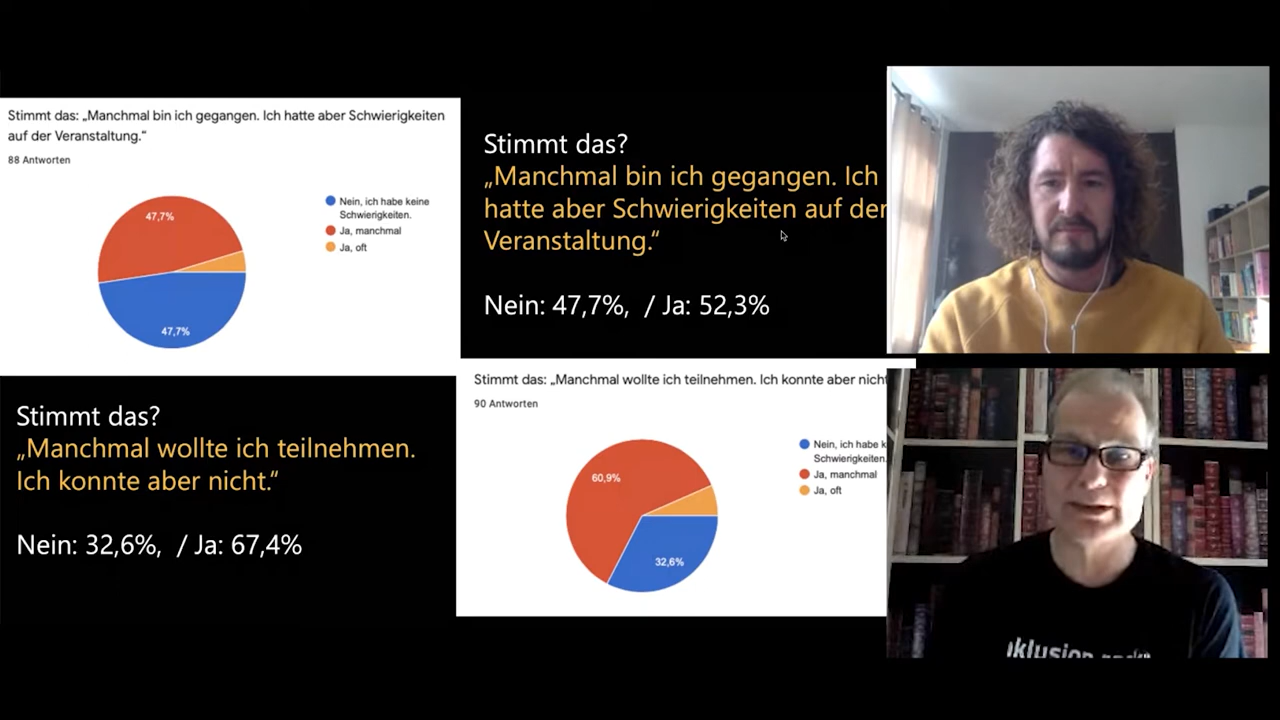 Stimmt das: „Manchmal bin ich gegangen. Ich hatte aber Schwierigkeiten
auf der Veranstaltung.“
88 Antworten
47,7%
47,7%
Nein, ich habe keine
Schwierigkeiten.
Ja, manchmal
Ja, oft
Stimmt das?
„Manchmal bin ich gegangen. Ich
hatte aber Schwierigkeiten auf der
Veranstaltung.“
Nein: 47,7%, / Ja: 52,3%
Stimmt das?
„Manchmal wollte ich teilnehmen.
Ich konnte aber nicht.“
Nein: 32,6%, / Ja: 67,4%
Stimmt das: „Manchmal wollte ich teilnehmen. Ich konnte aber nicht
90 Antworten
60,9%
32,6%
Nein, ich habe k
Schwierigkeiten.
Ja, manchmal
Ja, oft